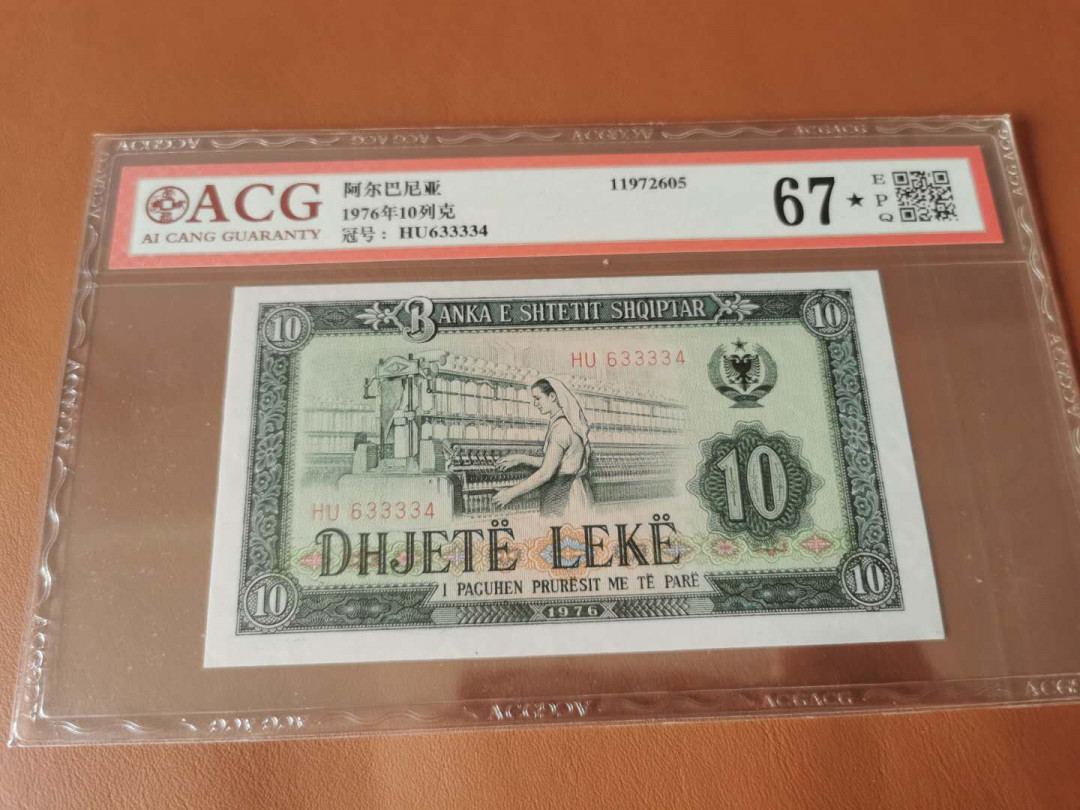 ACG
AI CANG GUARANTY
阿尔巴尼亚
1976年10列克
冠号：HU633334
11972605
67★
EPQ
10
BANKA E SHTETIT SHQIPTAR
10
HU 633334
10
HU 633334
DHJETË LEKË
I PAGUHEN PRURËSIT ME TË PARË
10
1976
10